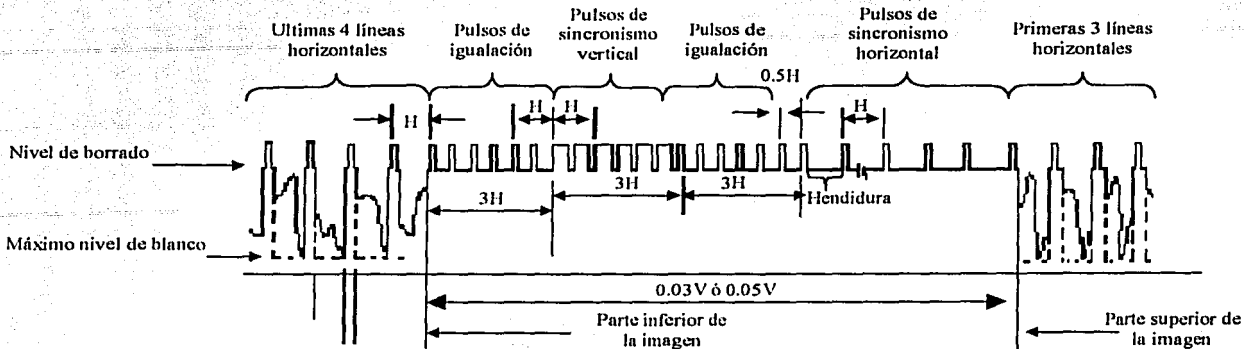 Ultimas 4 líneas
horizontales
Pulsos de
igualación
Pulsos de
sincronismo
vertical
Pulsos de
igualación
Pulsos de
sincronismo
horizontal
Primeras 3 líneas
horizontales
0.5H
H
H
H
H
Nivel de borrado
3H
3H
3H
Hendidura
Máximo nivel de blanco
0.03V ó 0.05V
Parte inferior de
la imagen
Parte superior de
la imagen